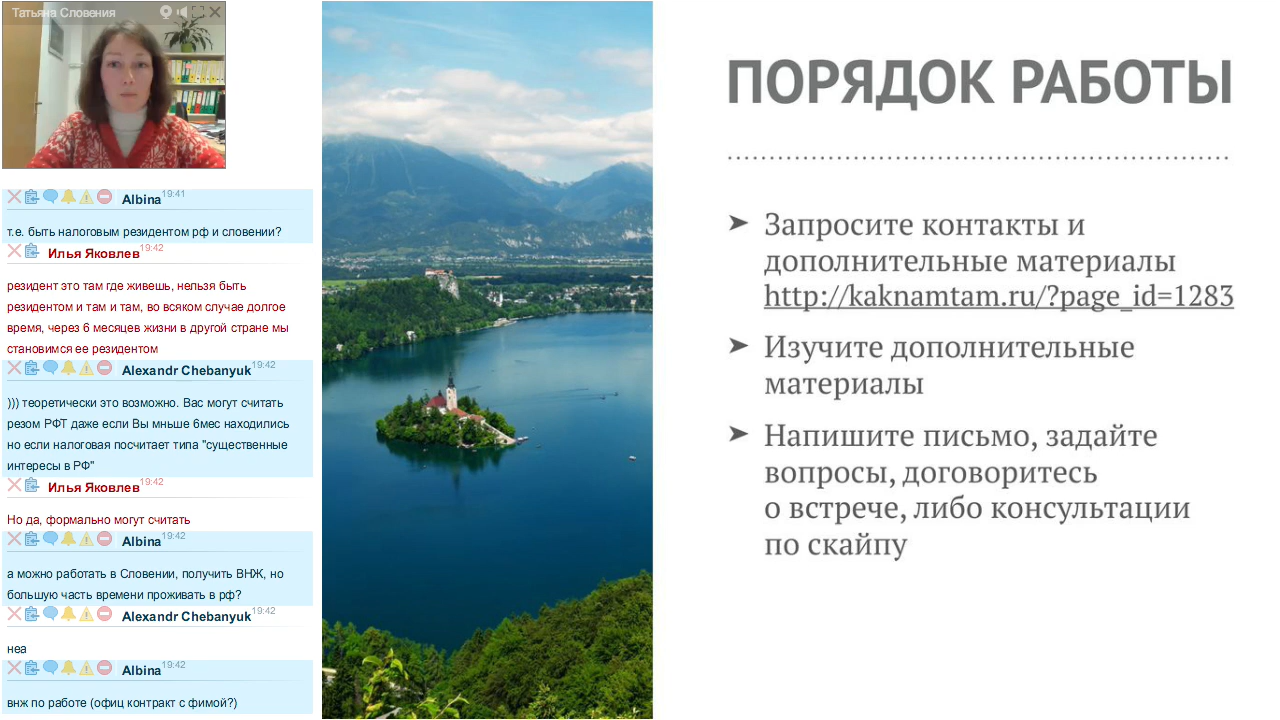 Татьяна Словения
Albina 19:41
т.е. быть налоговым резидентом рф и словении?
Илья Яковлев 19:42
резидент это там где живешь, нельзя быть
резидентом и там и там, во всяком случае долгое
время, через 6 месяцев жизни в другой стране мы
становимся ее резидентом
Alexandr Chebanyuk 19:42
))) теоретически это возможно. Вас могут считать
резом РФТ даже если Вы мньше 6мес находились
но если налоговая посчитает типа "существенные
интересы в РФ"
Илья Яковлев 19:42
Но да, формально могут считать
Albina 19:42
а можно работать в Словении, получить ВНЖ, но
большую часть времени проживать в рф?
Alexandr Chebanyuk 19:42
неа
Albina 19:42
внж по работе (офиц контракт с фимой?)
ПОРЯДОК РАБОТЫ
Запросите контакты и
дополнительные материалы
http://kaknamtam.ru/?page_id=1283
Изучите дополнительные
материалы
Напишите письмо, задайте
вопросы, договоритесь
о встрече, либо консультации
по скайпу